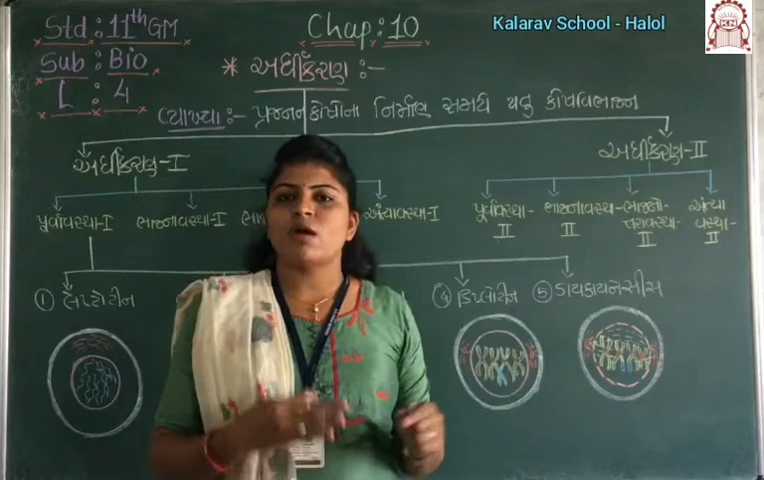 Std : 11th GM
Sub : Bio
L : 4
Chap : 10
Kalarav School - Halol
* અર્ધીકરણ :-
વ્યાખ્યા :- પ્રજનન કોષોના નિર્માણ સમયે થતુ કોષવિભાજન
અર્ધીકરણ-I
અર્ધીકરણ-II
પૂર્વાવસ્થા-I ભાજનાવસ્થા-I ભાજ અંત્યાવસ્થા-I
પૂર્વાવસ્થા-II ભાજનાવસ્થા-II ભાજનોત્તરાવસ્થા-II અંત્યાવસ્થા-II
① લેપ્ટોટીન
④ ડિપ્લોટીન ⑤ ડાયકાયનેસીસ